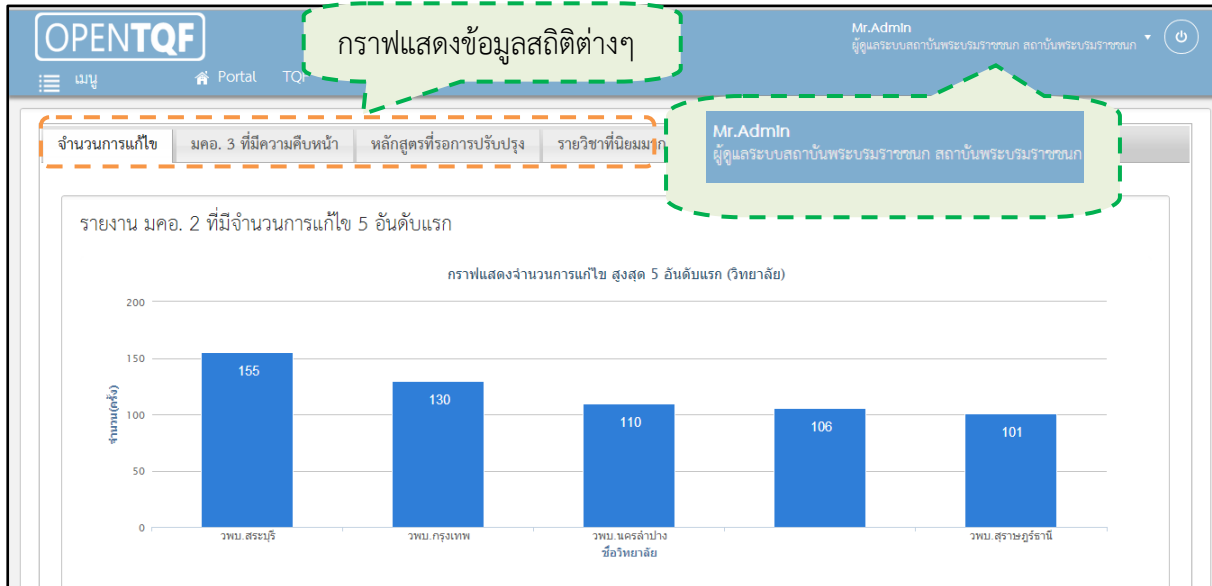 OPENTQF
กราฟแสดงข้อมูลสถิติต่างๆ
Mr.Admin
ผู้ดูแลระบบสถาบันพระบรมราชชนก สถาบันพระบรมราชชนก
เมนู
Portal
Mr.Admin
ผู้ดูแลระบบสถาบันพระบรมราชชนก สถาบันพระบรมราชชนก
จำนวนการแก้ไข
มคอ. 3 ที่มีความคืบหน้า
หลักสูตรที่รอการปรับปรุง
รายวิชาที่นิยมมาก
รายงาน มคอ. 2 ที่มีจำนวนการแก้ไข 5 อันดับแรก
กราฟแสดงจำนวนการแก้ไข สูงสุด 5 อันดับแรก (วิทยาลัย)
จำนวน(ครั้ง)
200
150
100
50
0
155
130
110
106
101
วพบ.สระบุรี
วพบ.กรุงเทพ
วพบ.นครลำปาง
วพบ.สุราษฎร์ธานี
ชื่อวิทยาลัย